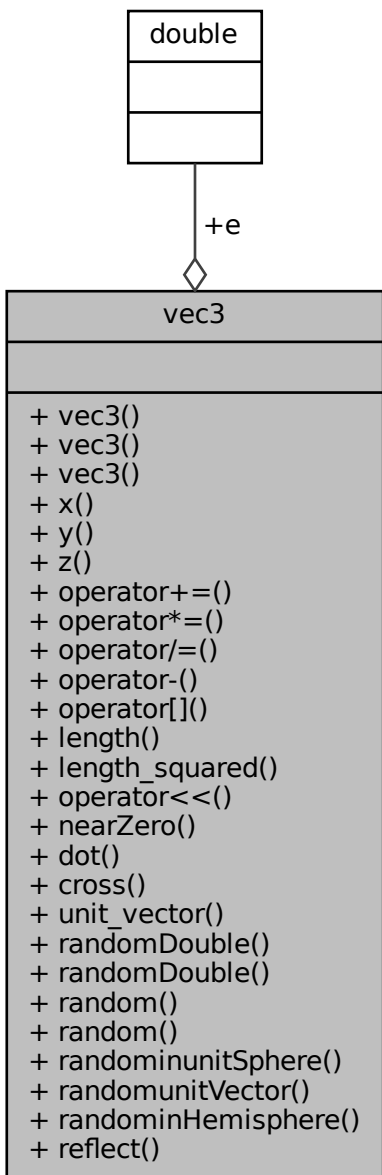 double
+e
vec3
+ vec3()
+ vec3()
+ vec3()
+ x()
+ y()
+ z()
+ operator+=()
+ operator*=()
+ operator/=()
+ operator-()
+ operator[]()
+ length()
+ length_squared()
+ operator<<()
+ nearZero()
+ dot()
+ cross()
+ unit_vector()
+ randomDouble()
+ randomDouble()
+ random()
+ random()
+ randominunitSphere()
+ randomunitVector()
+ randominHemisphere()
+ reflect()